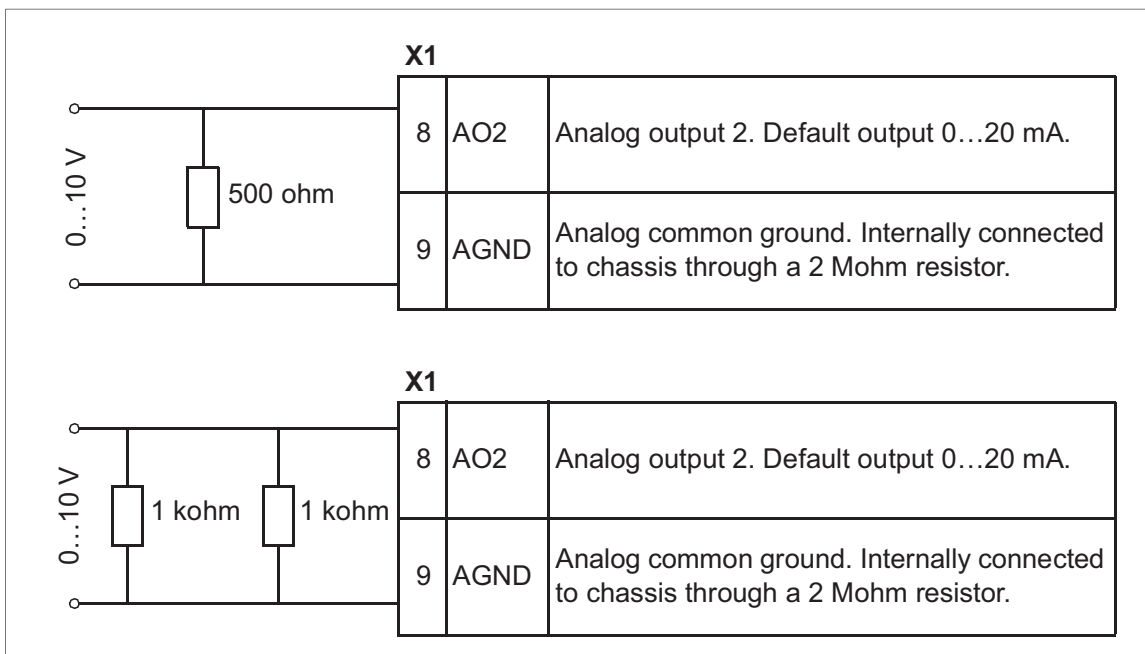 X1
0…10 V
500 ohm
8 AO2 Analog output 2. Default output 0…20 mA.
9 AGND Analog common ground. Internally connected
to chassis through a 2 Mohm resistor.
X1
0…10 V
1 kohm 1 kohm
8 AO2 Analog output 2. Default output 0…20 mA.
9 AGND Analog common ground. Internally connected
to chassis through a 2 Mohm resistor.